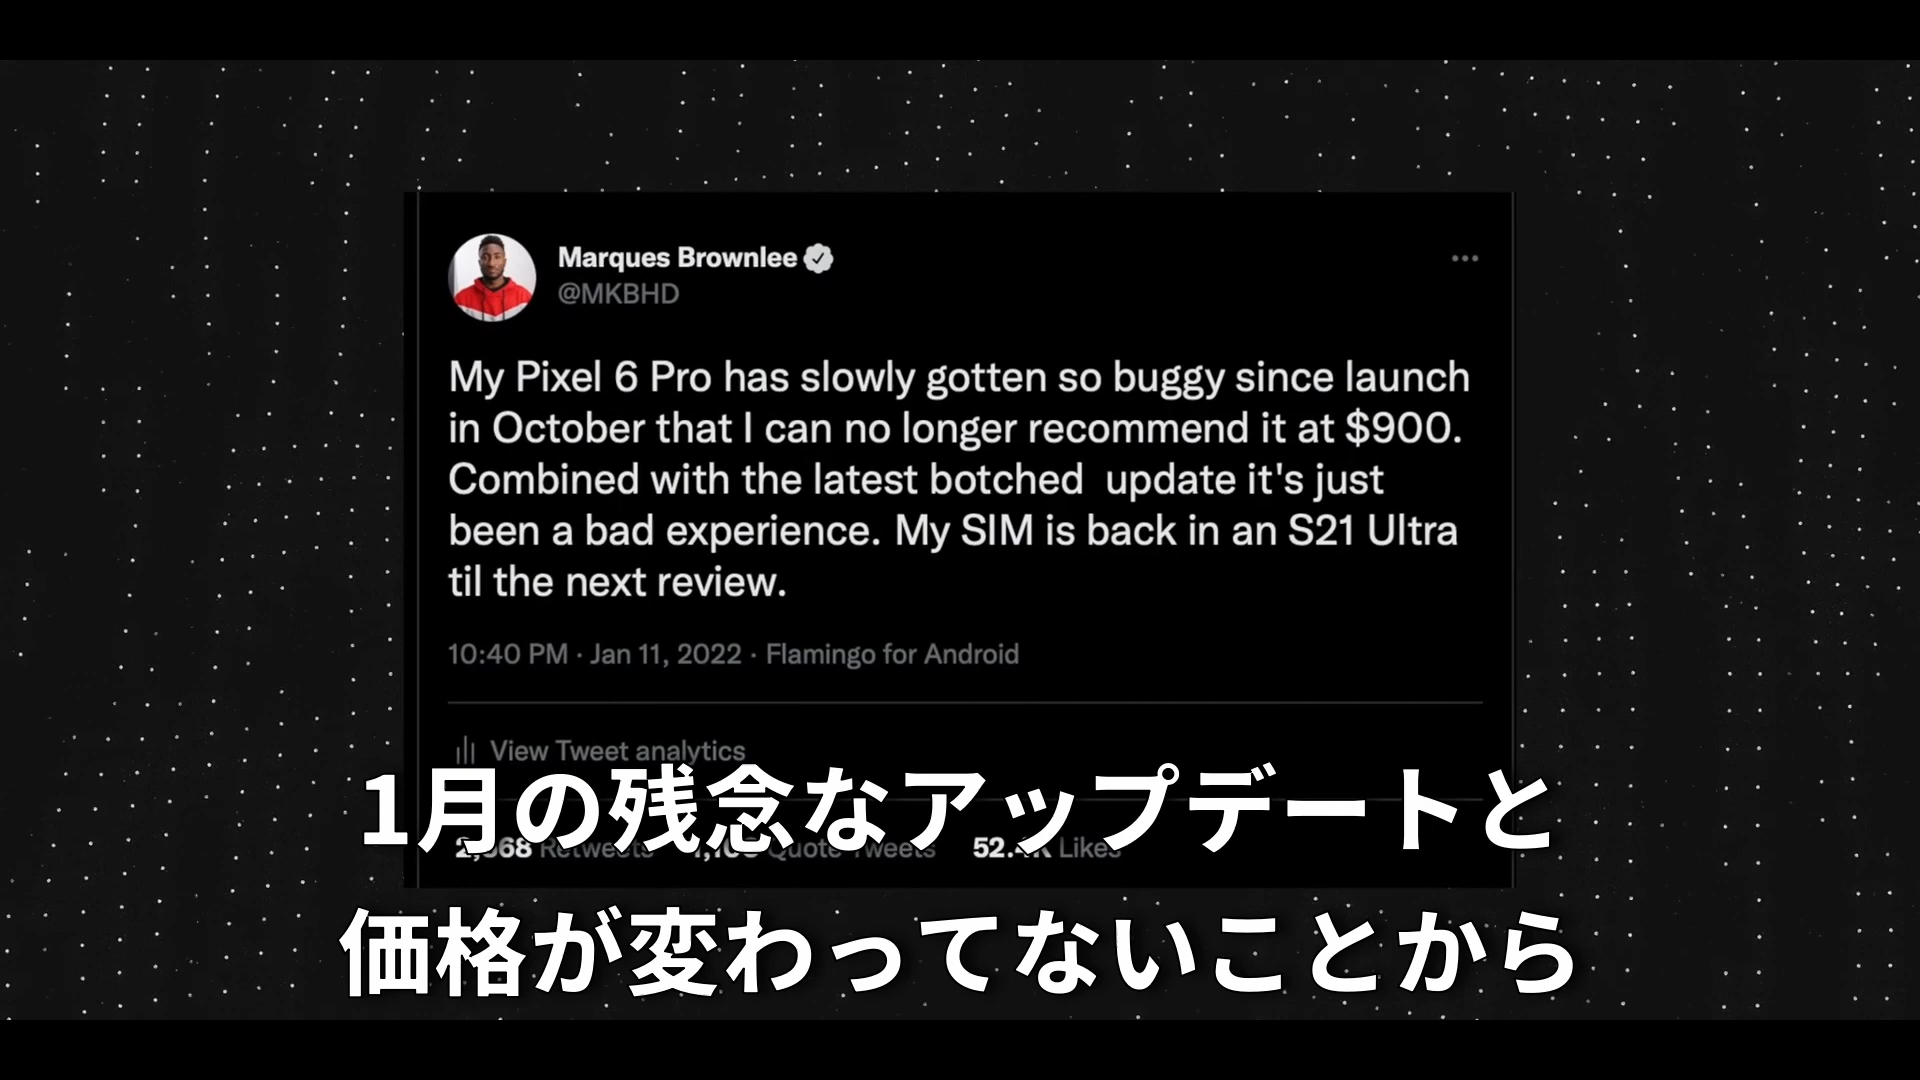 Marques Brownlee
@MKBHD
My Pixel 6 Pro has slowly gotten so buggy since launch
in October that I can no longer recommend it at $900.
Combined with the latest botched  update it's just
been a bad experience. My SIM is back in an S21 Ultra
til the next review.
10:40 PM · Jan 11, 2022 · Flamingo for Android
View Tweet analytics
Retweets Quote Tweets Likes
1月の残念なアップデートと
価格が変わってないことから